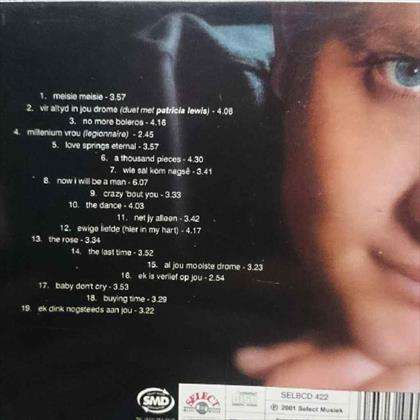 1. meisie meisie - 3.57
2. vir altyd in jou drome (duet met patricia lewis) - 4.08
3. no more boleros - 4.16
4. millenium vrou (legionnaire) - 2.45
5. love springs eternal - 3.57
6. a thousand pieces - 4.30
7. wie sal kom negsê - 3.41
8. now i will be a man - 6.07
9. crazy 'bout you - 3.33
10. the dance - 4.03
11. net jy alleen - 3.42
12. ewige liefde (hier in my hart) - 4.17
13. the rose - 3.34
14. the last time - 3.52
15. al jou mooiste drome - 3.23
16. ek is verlief op jou - 2.54
17. baby don't cry - 3.53
18. buying time - 3.29
19. ek dink nogsteeds aan jou - 3.22
SMD
SELECT
SELBCD 422
℗ 2001 Select Musiek